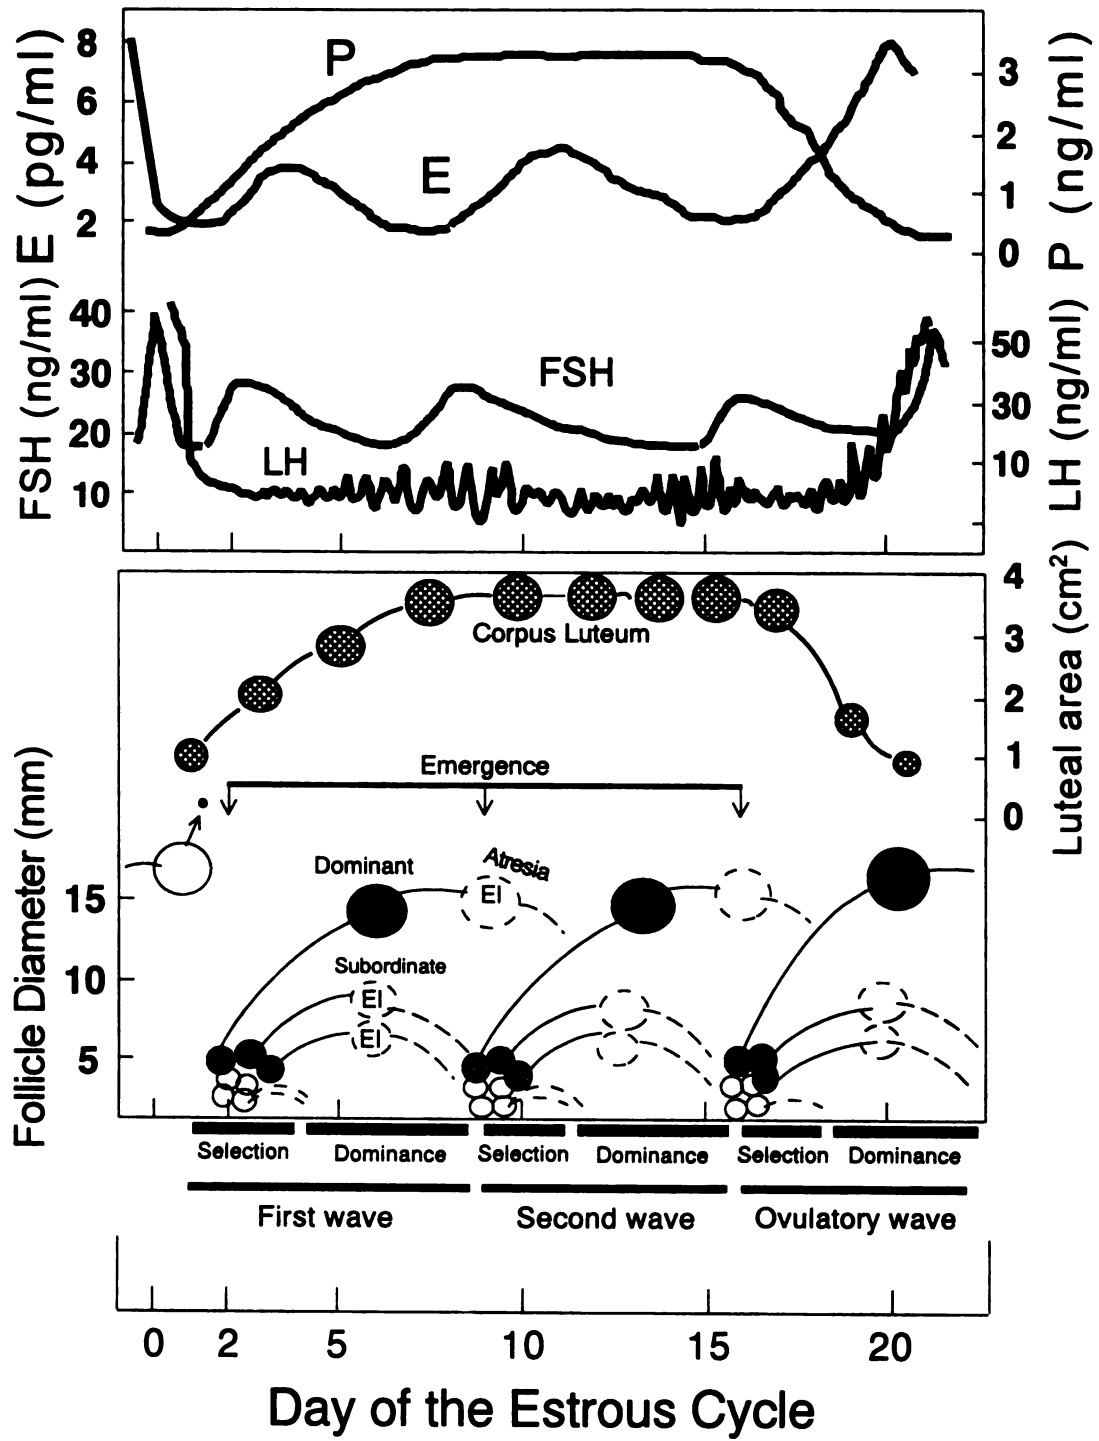 E (pg/ml)
8
6
4
2
P
E
3
2
1
0
P (ng/ml)
FSH (ng/ml)
40
30
20
10
FSH
LH
50
30
10
LH (ng/ml)
4
3
2
1
0
Luteal area (cm²)
Corpus Luteum
Emergence
Follicle Diameter (mm)
15
10
5
Dominant
Atresia
EI
Subordinate
EI
EI
Selection Dominance Selection Dominance Selection Dominance
First wave Second wave Ovulatory wave
0 2 5 10 15 20
Day of the Estrous Cycle